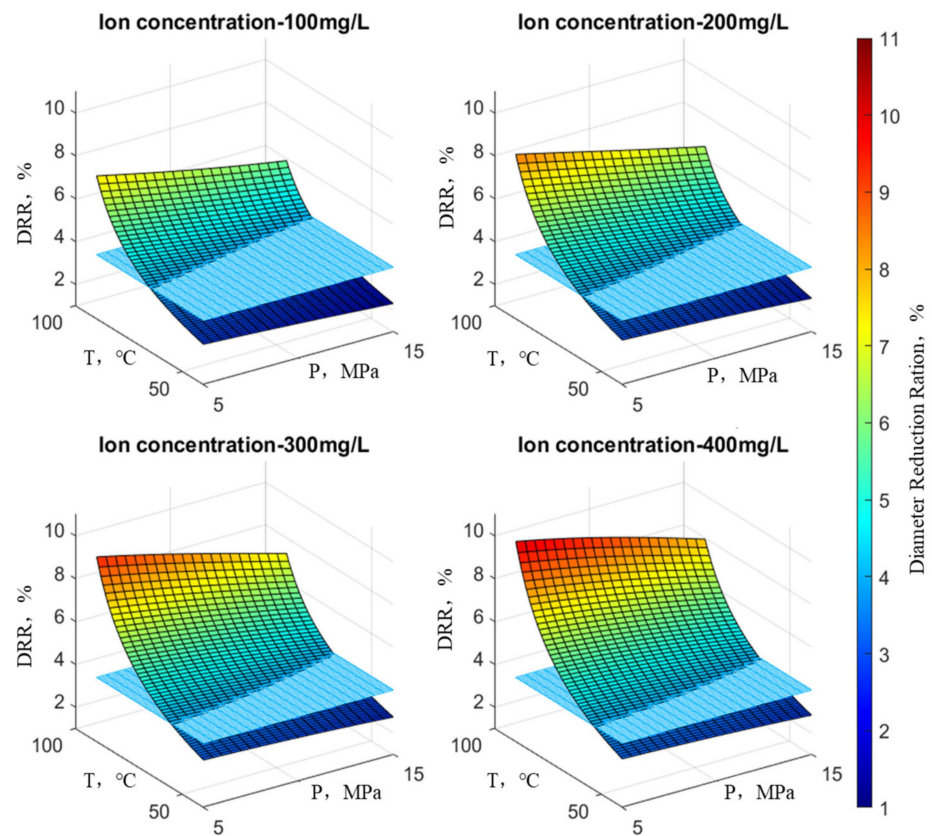 Ion concentration-100mg/L
10
8
6
4
2
DRR, %
100
50
T, °C
5
15
P, MPa
Ion concentration-200mg/L
10
8
6
4
2
DRR, %
100
50
T, °C
5
15
P, MPa
Ion concentration-300mg/L
10
8
6
4
2
DRR, %
100
50
T, °C
5
15
P, MPa
Ion concentration-400mg/L
10
8
6
4
2
DRR, %
100
50
T, °C
5
15
P, MPa
11
10
9
8
7
6
5
4
3
2
1
Diameter Reduction Ration, %